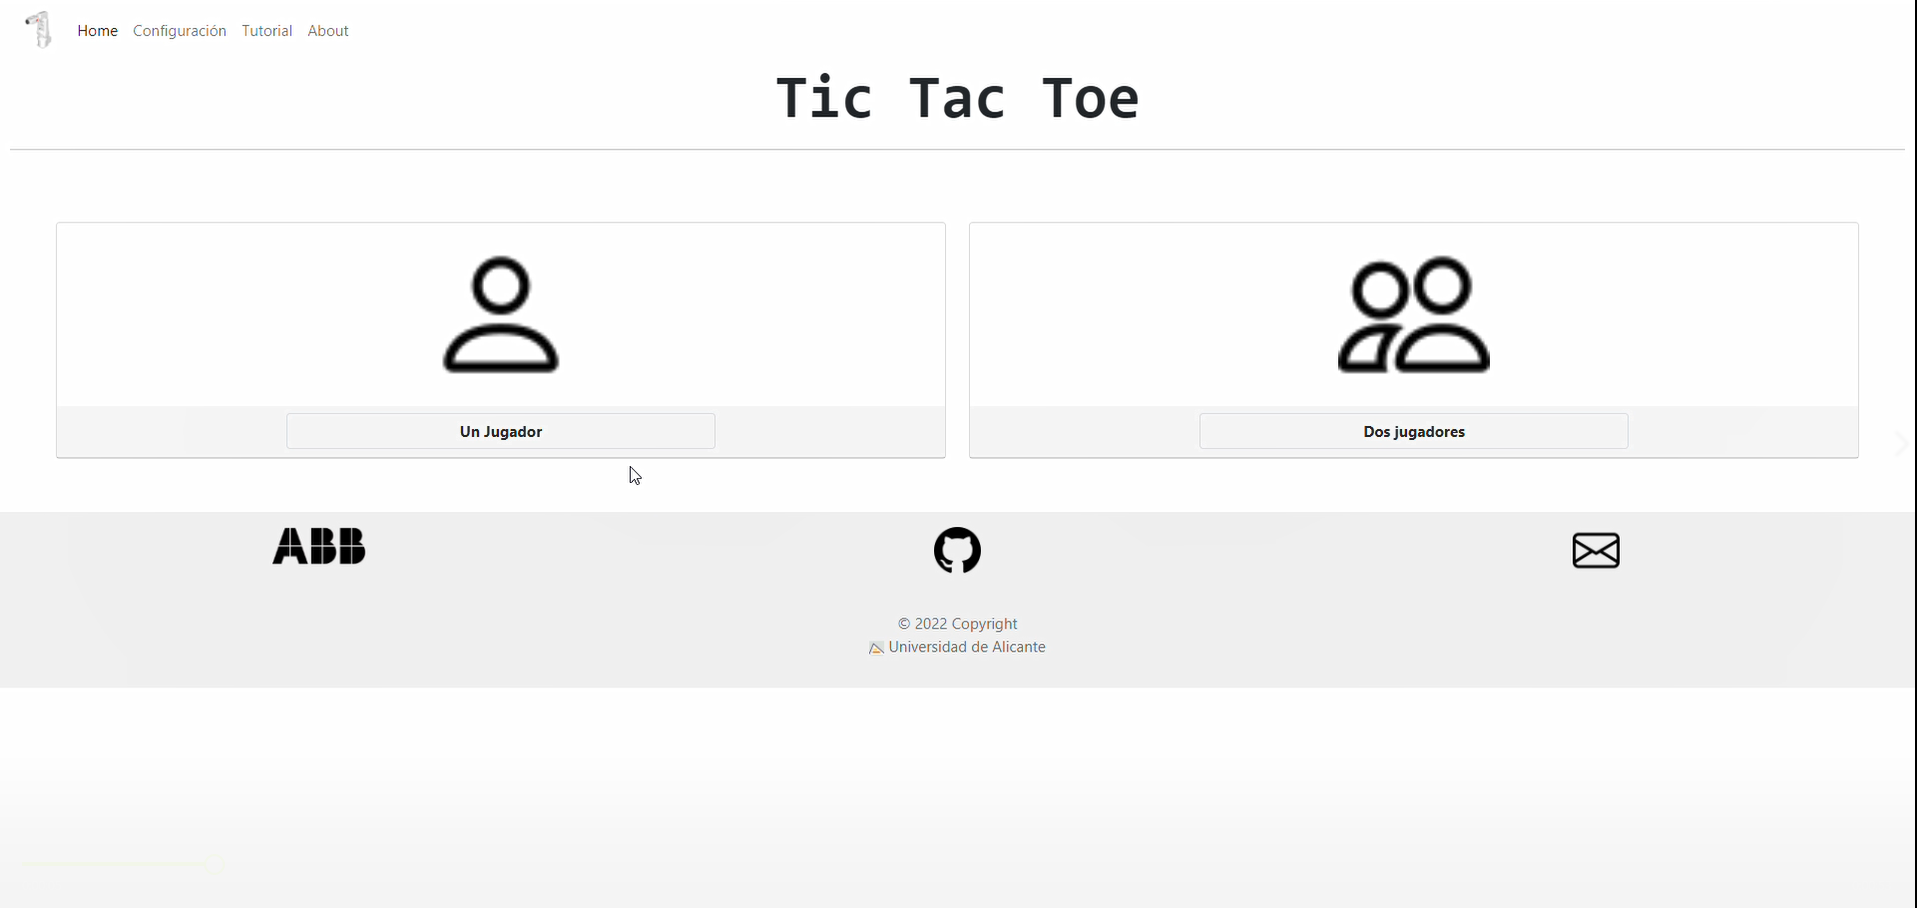 Home Configuración Tutorial About
Tic Tac Toe
Un Jugador
Dos jugadores
ABB
© 2022 Copyright
Universidad de Alicante